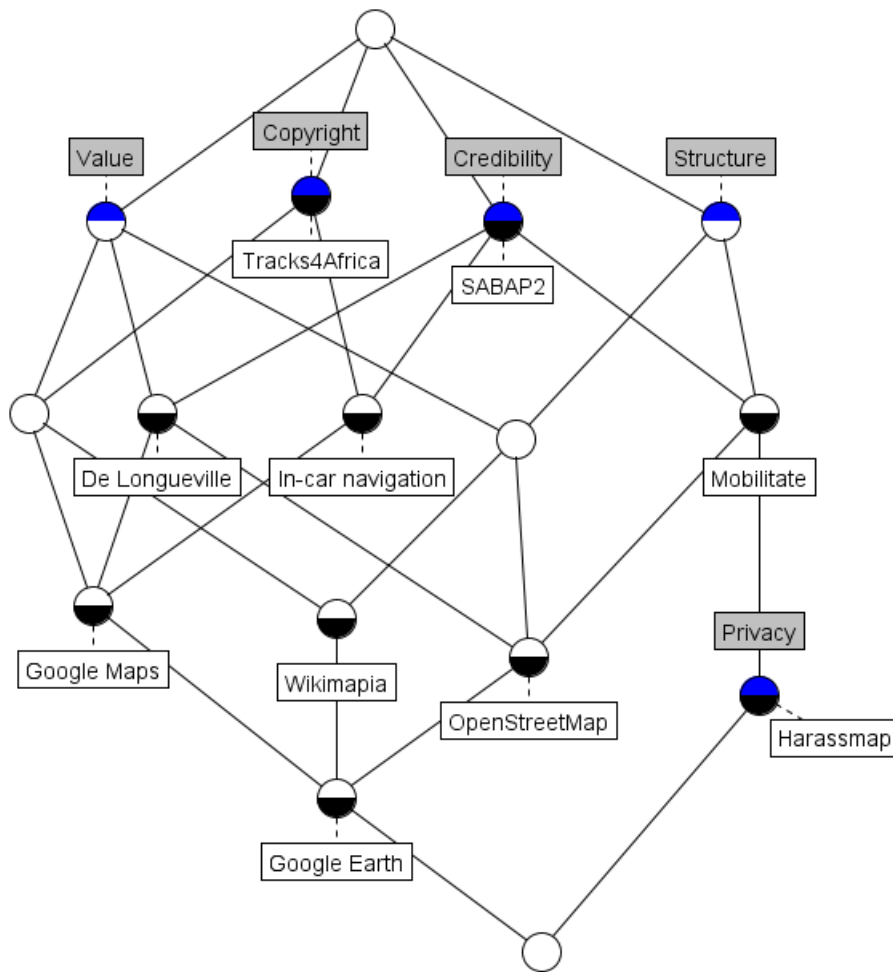 Copyright
Value
Credibility
Structure
Tracks4Africa
SABAP2
De Longueville
In-car navigation
Mobilitate
Privacy
Google Maps
Wikimapia
OpenStreetMap
Harassmap
Google Earth